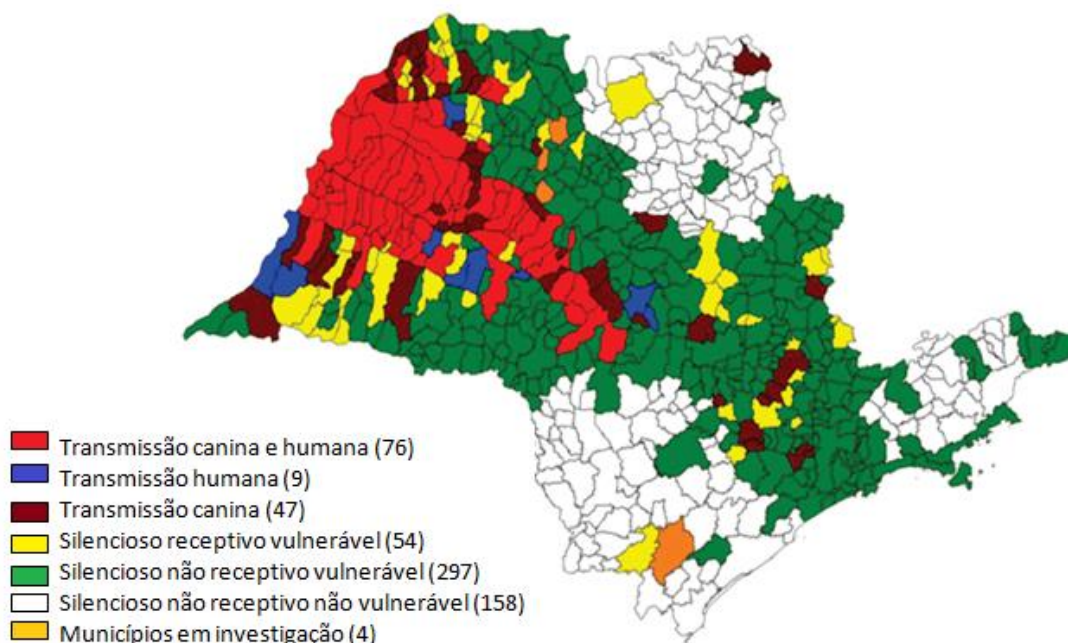 Transmissão canina e humana (76)
Transmissão humana (9)
Transmissão canina (47)
Silencioso receptivo vulnerável (54)
Silencioso não receptivo vulnerável (297)
Silencioso não receptivo não vulnerável (158)
Municípios em investigação (4)